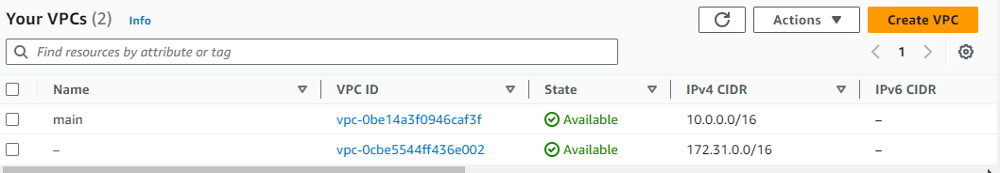 Your VPCs (2) Info Actions Create VPC
Find resources by attribute or tag 1
Name VPC ID State IPv4 CIDR IPv6 CIDR
main vpc-0be14a3f0946caf3f Available 10.0.0.0/16 –
– vpc-0cbe5544ff436e002 Available 172.31.0.0/16 –